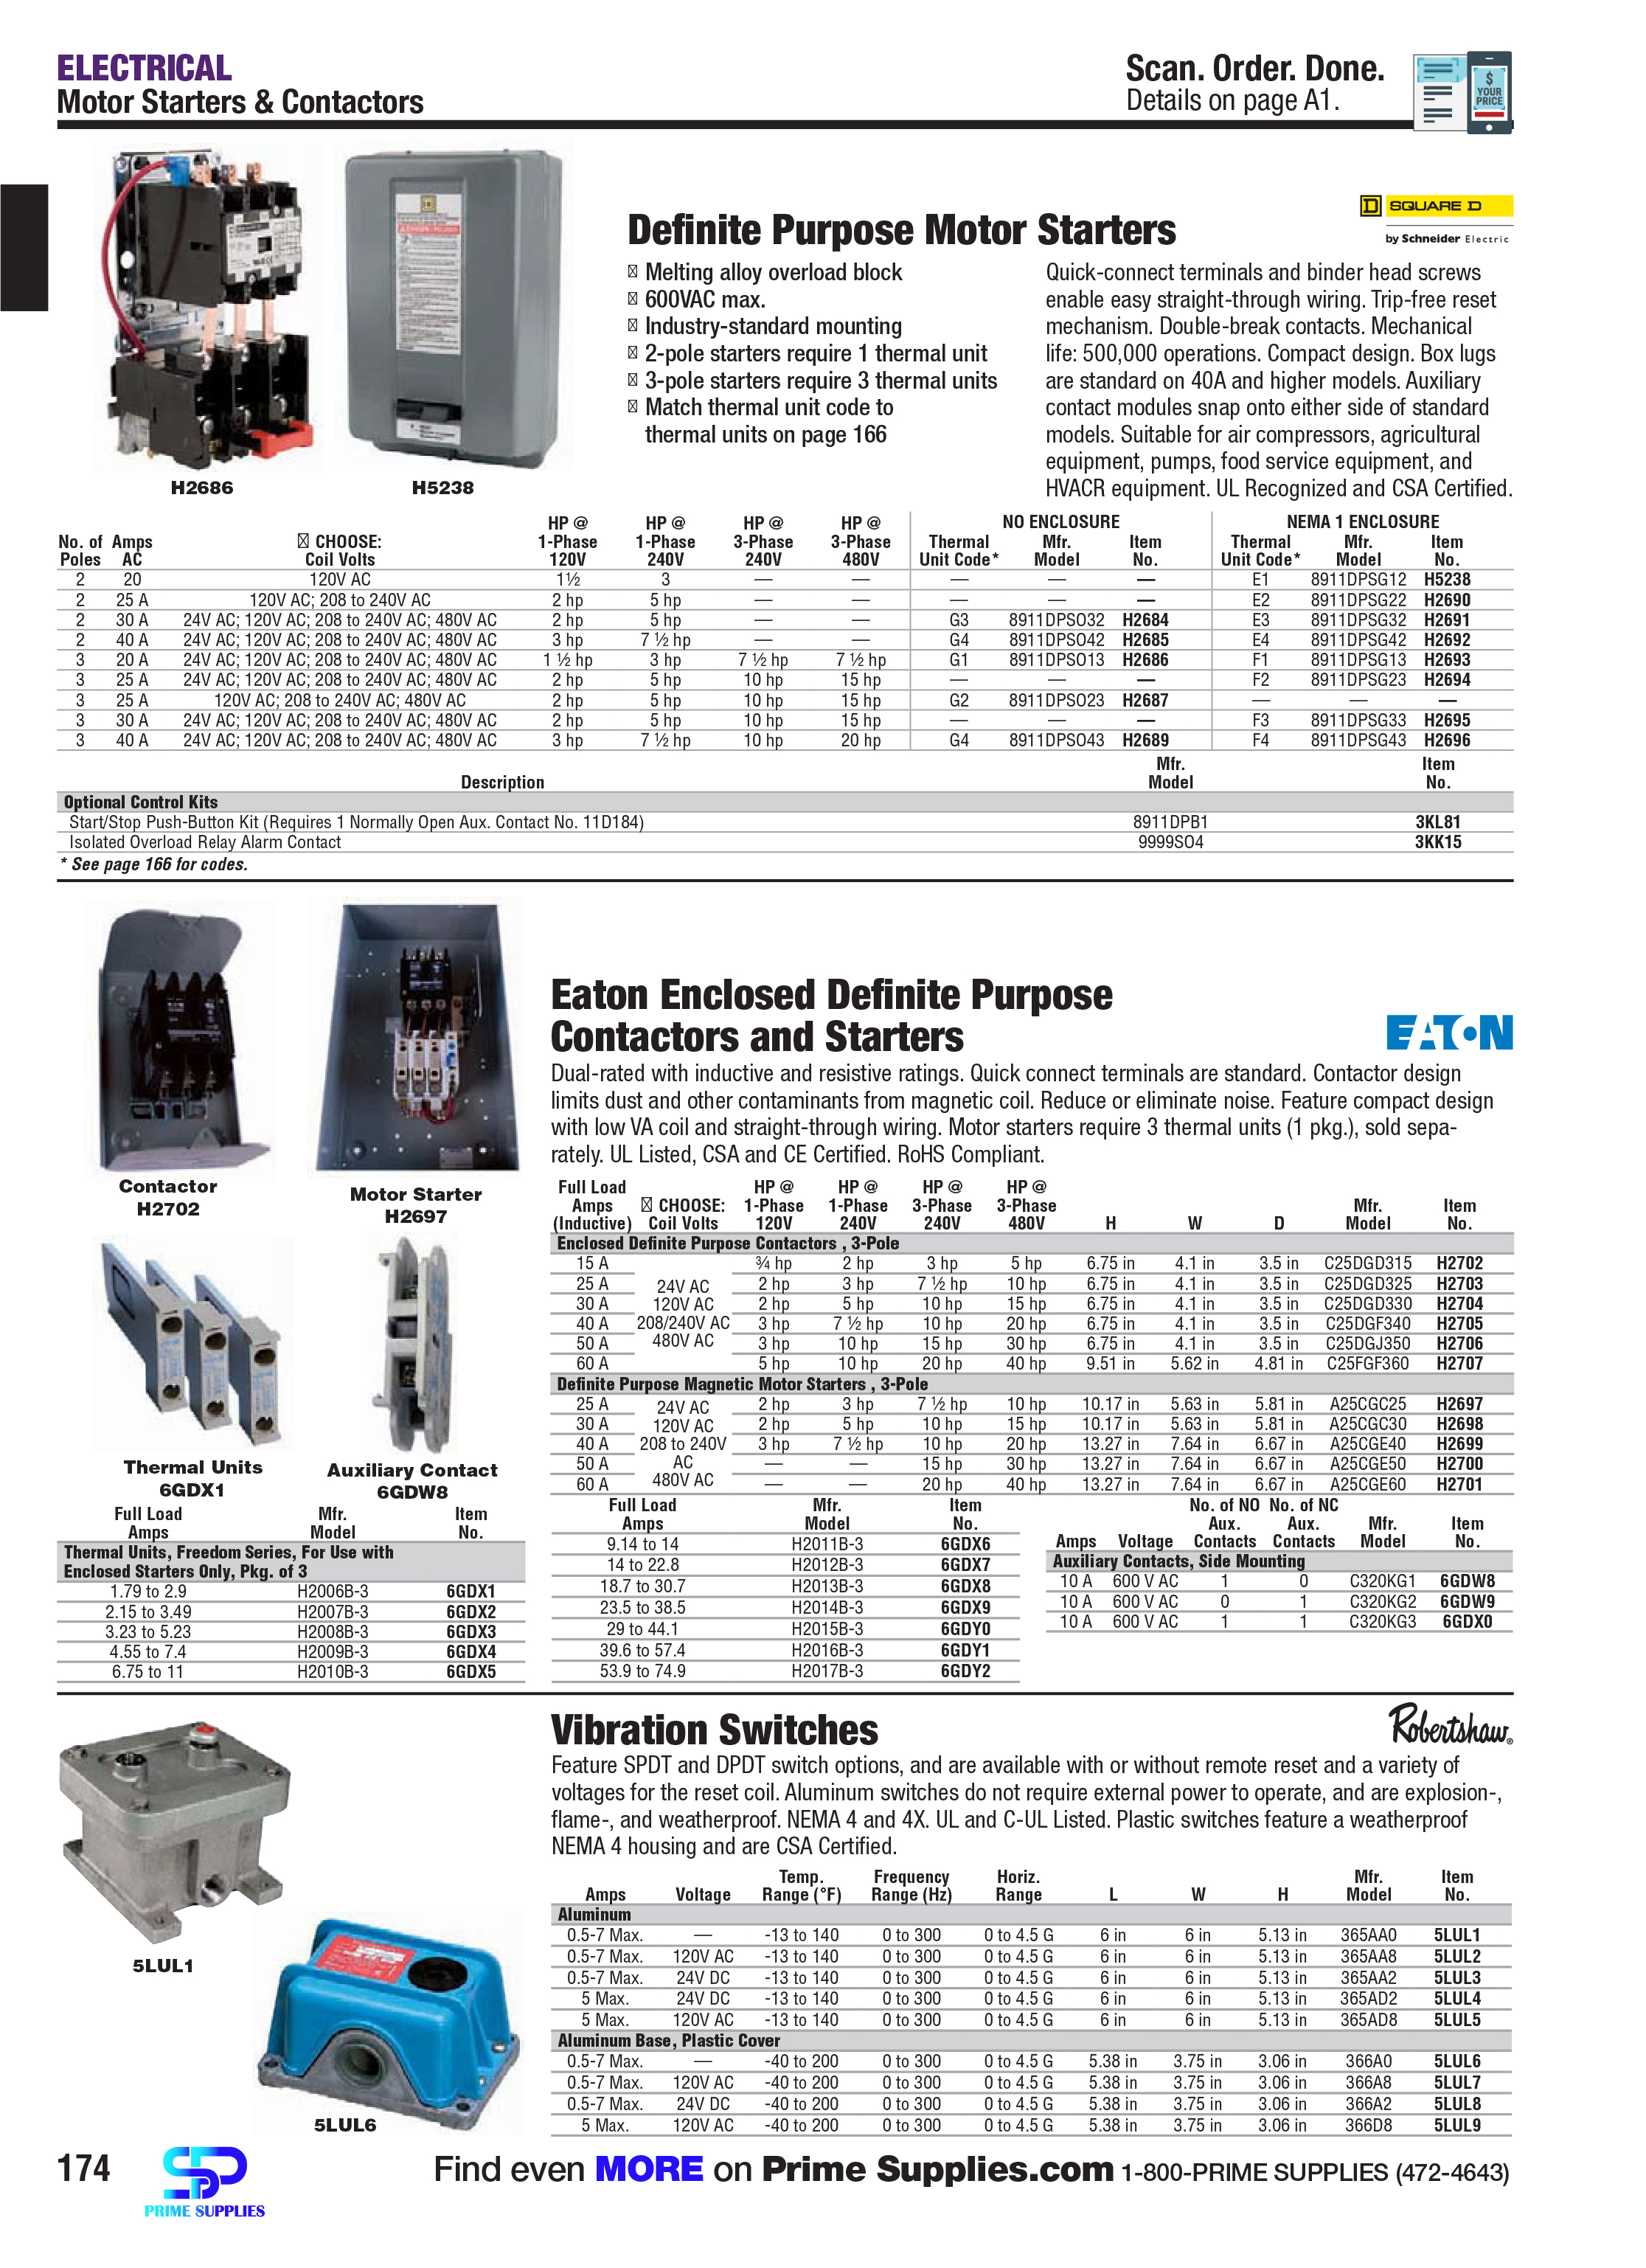 ELECTRICAL
Motor Starters & Contactors
Scan. Order. Done.
Details on page A1.
$
YOUR
PRICE
H2686
H5238
Definite Purpose Motor Starters
SQUARE D
by Schneider Electric
Melting alloy overload block
600VAC max.
Industry-standard mounting
2-pole starters require 1 thermal unit
3-pole starters require 3 thermal units
Match thermal unit code to
thermal units on page 166
Quick-connect terminals and binder head screws
enable easy straight-through wiring. Trip-free reset
mechanism. Double-break contacts. Mechanical
life: 500,000 operations. Compact design. Box lugs
are standard on 40A and higher models. Auxiliary
contact modules snap onto either side of standard
models. Suitable for air compressors, agricultural
equipment, pumps, food service equipment, and
HVACR equipment. UL Recognized and CSA Certified.
HP @ HP @ HP @ HP @ NO ENCLOSURE NEMA 1 ENCLOSURE
No. of Amps CHOOSE: 1-Phase 1-Phase 3-Phase 3-Phase Thermal Mfr. Item Thermal Mfr. Item
Poles AC Coil Volts 120V 240V 240V 480V Unit Code* Model No. Unit Code* Model No.
2 20 120V AC 1½ 3 — — — — — E1 8911DPSG12 H5238
2 25 A 120V AC; 208 to 240V AC 2 hp 5 hp — — — — — E2 8911DPSG22 H2690
2 30 A 24V AC; 120V AC; 208 to 240V AC; 480V AC 2 hp 5 hp — — G3 8911DPSO32 H2684 E3 8911DPSG32 H2691
2 40 A 24V AC; 120V AC; 208 to 240V AC; 480V AC 3 hp 7 ½ hp — — G4 8911DPSO42 H2685 E4 8911DPSG42 H2692
3 20 A 24V AC; 120V AC; 208 to 240V AC; 480V AC 1 ½ hp 3 hp 7 ½ hp 7 ½ hp G1 8911DPSO13 H2686 F1 8911DPSG13 H2693
3 25 A 24V AC; 120V AC; 208 to 240V AC; 480V AC 2 hp 5 hp 10 hp 15 hp — — — F2 8911DPSG23 H2694
3 25 A 120V AC; 208 to 240V AC; 480V AC 2 hp 5 hp 10 hp 15 hp G2 8911DPSO23 H2687 — — —
3 30 A 24V AC; 120V AC; 208 to 240V AC; 480V AC 2 hp 5 hp 10 hp 15 hp — — — F3 8911DPSG33 H2695
3 40 A 24V AC; 120V AC; 208 to 240V AC; 480V AC 3 hp 7 ½ hp 10 hp 20 hp G4 8911DPSO43 H2689 F4 8911DPSG43 H2696
Mfr. Item
Description Model No.
Optional Control Kits
Start/Stop Push-Button Kit (Requires 1 Normally Open Aux. Contact No. 11D184) 8911DPB1 3KL81
Isolated Overload Relay Alarm Contact 9999SO4 3KK15
* See page 166 for codes.
Contactor
H2702
Motor Starter
H2697
Thermal Units
6GDX1
Auxiliary Contact
6GDW8
Eaton Enclosed Definite Purpose
Contactors and Starters
EATON
Dual-rated with inductive and resistive ratings. Quick connect terminals are standard. Contactor design
limits dust and other contaminants from magnetic coil. Reduce or eliminate noise. Feature compact design
with low VA coil and straight-through wiring. Motor starters require 3 thermal units (1 pkg.), sold sepa-
rately. UL Listed, CSA and CE Certified. RoHS Compliant.
Full Load HP @ HP @ HP @ HP @
Amps CHOOSE: 1-Phase 1-Phase 3-Phase 3-Phase Mfr. Item
(Inductive) Coil Volts 120V 240V 240V 480V H W D Model No.
Enclosed Definite Purpose Contactors , 3-Pole
15 A ¾ hp 2 hp 3 hp 5 hp 6.75 in 4.1 in 3.5 in C25DGD315 H2702
25 A 24V AC 2 hp 3 hp 7 ½ hp 10 hp 6.75 in 4.1 in 3.5 in C25DGD325 H2703
30 A 120V AC 2 hp 5 hp 10 hp 15 hp 6.75 in 4.1 in 3.5 in C25DGD330 H2704
40 A 208/240V AC 3 hp 7 ½ hp 10 hp 20 hp 6.75 in 4.1 in 3.5 in C25DGF340 H2705
50 A 480V AC 3 hp 10 hp 15 hp 30 hp 6.75 in 4.1 in 3.5 in C25DGJ350 H2706
60 A 5 hp 10 hp 20 hp 40 hp 9.51 in 5.62 in 4.81 in C25FGF360 H2707
Definite Purpose Magnetic Motor Starters , 3-Pole
25 A 24V AC 2 hp 3 hp 7 ½ hp 10 hp 10.17 in 5.63 in 5.81 in A25CGC25 H2697
30 A 120V AC 2 hp 5 hp 10 hp 15 hp 10.17 in 5.63 in 5.81 in A25CGC30 H2698
40 A 208 to 240V 3 hp 7 ½ hp 10 hp 20 hp 13.27 in 7.64 in 6.67 in A25CGE40 H2699
50 A AC — — 15 hp 30 hp 13.27 in 7.64 in 6.67 in A25CGE50 H2700
60 A 480V AC — — 20 hp 40 hp 13.27 in 7.64 in 6.67 in A25CGE60 H2701
Full Load Mfr. Item
Amps Model No.
Thermal Units, Freedom Series, For Use with
Enclosed Starters Only, Pkg. of 3
1.79 to 2.9 H2006B-3 6GDX1
2.15 to 3.49 H2007B-3 6GDX2
3.23 to 5.23 H2008B-3 6GDX3
4.55 to 7.4 H2009B-3 6GDX4
6.75 to 11 H2010B-3 6GDX5
Full Load Mfr. Item
Amps Model No.
9.14 to 14 H2011B-3 6GDX6
14 to 22.8 H2012B-3 6GDX7
18.7 to 30.7 H2013B-3 6GDX8
23.5 to 38.5 H2014B-3 6GDX9
29 to 44.1 H2015B-3 6GDY0
39.6 to 57.4 H2016B-3 6GDY1
53.9 to 74.9 H2017B-3 6GDY2
No. of NO No. of NC
Aux. Aux. Mfr. Item
Amps Voltage Contacts Contacts Model No.
Auxiliary Contacts, Side Mounting
10 A 600 V AC 1 0 C320KG1 6GDW8
10 A 600 V AC 0 1 C320KG2 6GDW9
10 A 600 V AC 1 1 C320KG3 6GDX0
5LUL1
5LUL6
Vibration Switches
Robertshaw®
Feature SPDT and DPDT switch options, and are available with or without remote reset and a variety of
voltages for the reset coil. Aluminum switches do not require external power to operate, and are explosion-,
flame-, and weatherproof. NEMA 4 and 4X. UL and C-UL Listed. Plastic switches feature a weatherproof
NEMA 4 housing and are CSA Certified.
Temp. Frequency Horiz. Mfr. Item
Amps Voltage Range (°F) Range (Hz) Range L W H Model No.
Aluminum
0.5-7 Max. — -13 to 140 0 to 300 0 to 4.5 G 6 in 6 in 5.13 in 365AA0 5LUL1
0.5-7 Max. 120V AC -13 to 140 0 to 300 0 to 4.5 G 6 in 6 in 5.13 in 365AA8 5LUL2
0.5-7 Max. 24V DC -13 to 140 0 to 300 0 to 4.5 G 6 in 6 in 5.13 in 365AA2 5LUL3
5 Max. 24V DC -13 to 140 0 to 300 0 to 4.5 G 6 in 6 in 5.13 in 365AD2 5LUL4
5 Max. 120V AC -13 to 140 0 to 300 0 to 4.5 G 6 in 6 in 5.13 in 365AD8 5LUL5
Aluminum Base, Plastic Cover
0.5-7 Max. — -40 to 200 0 to 300 0 to 4.5 G 5.38 in 3.75 in 3.06 in 366A0 5LUL6
0.5-7 Max. 120V AC -40 to 200 0 to 300 0 to 4.5 G 5.38 in 3.75 in 3.06 in 366A8 5LUL7
0.5-7 Max. 24V DC -40 to 200 0 to 300 0 to 4.5 G 5.38 in 3.75 in 3.06 in 366A2 5LUL8
5 Max. 120V AC -40 to 200 0 to 300 0 to 4.5 G 5.38 in 3.75 in 3.06 in 366D8 5LUL9
174
PRIME SUPPLIES
Find even MORE on Prime Supplies.com 1-800-PRIME SUPPLIES (472-4643)